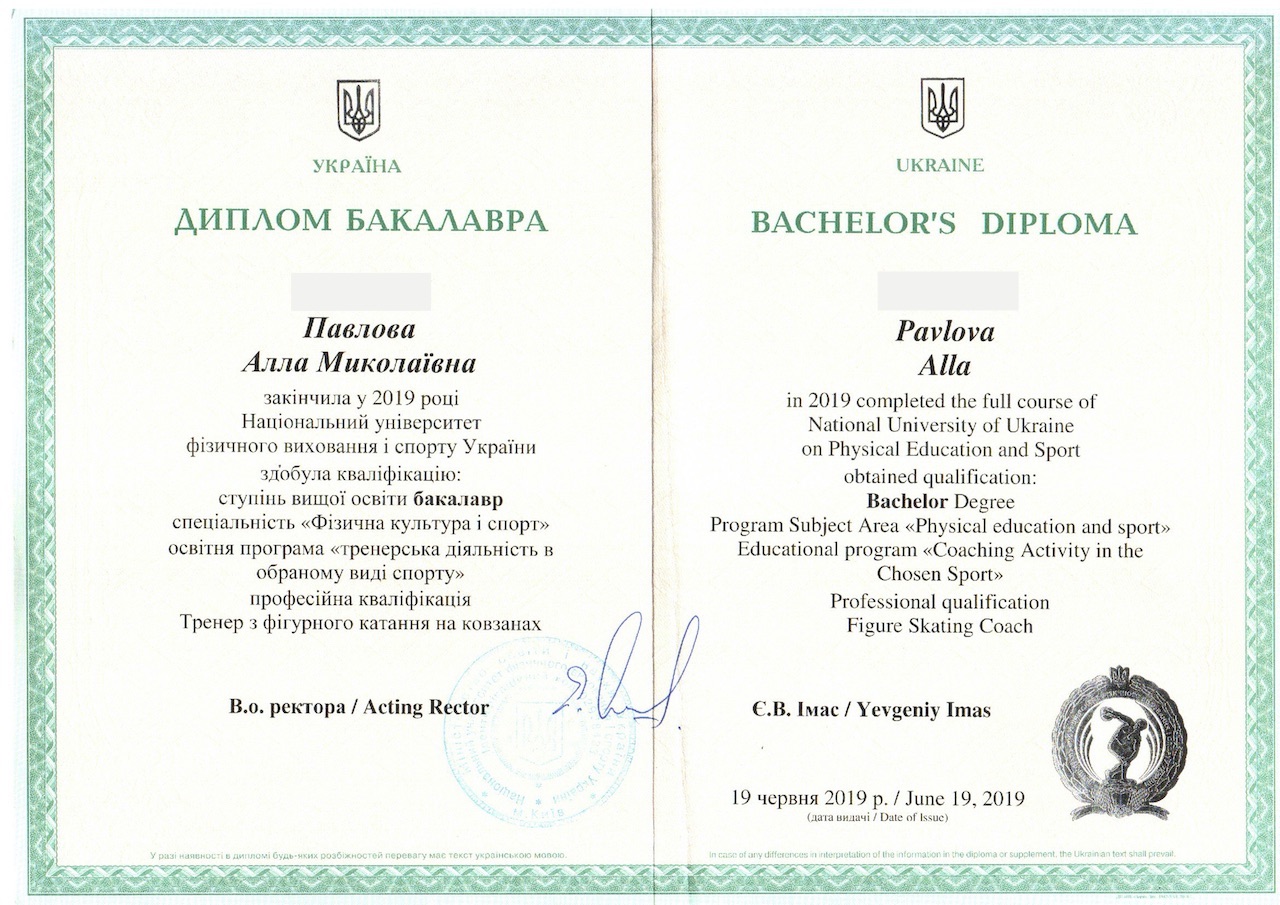 УКРАЇНА
ДИПЛОМ БАКАЛАВРА
Павлова
Алла Миколаївна
закінчила у 2019 році
Національний університет
фізичного виховання і спорту України
здобула кваліфікацію:
ступінь вищої освіти бакалавр
спеціальність «Фізична культура і спорт»
освітня програма «тренерська діяльність в
обраному виді спорту»
професійна кваліфікація
Тренер з фігурного катання на ковзанах
В.о. ректора / Acting Rector
м. Київ
У разі наявності в дипломі будь-яких розбіжностей перевагу має текст українською мовою.
UKRAINE
BACHELOR'S DIPLOMA
Pavlova
Alla
in 2019 completed the full course of
National University of Ukraine
on Physical Education and Sport
obtained qualification:
Bachelor Degree
Program Subject Area «Physical education and sport»
Educational program «Coaching Activity in the
Chosen Sport»
Professional qualification
Figure Skating Coach
Є.В. Імас / Yevgeniy Imas
19 червня 2019 р. / June 19, 2019
(дата видачі / Date of Issue)
In case of any differences in interpretation of the information in the diploma or supplement, the Ukrainian text shall prevail.